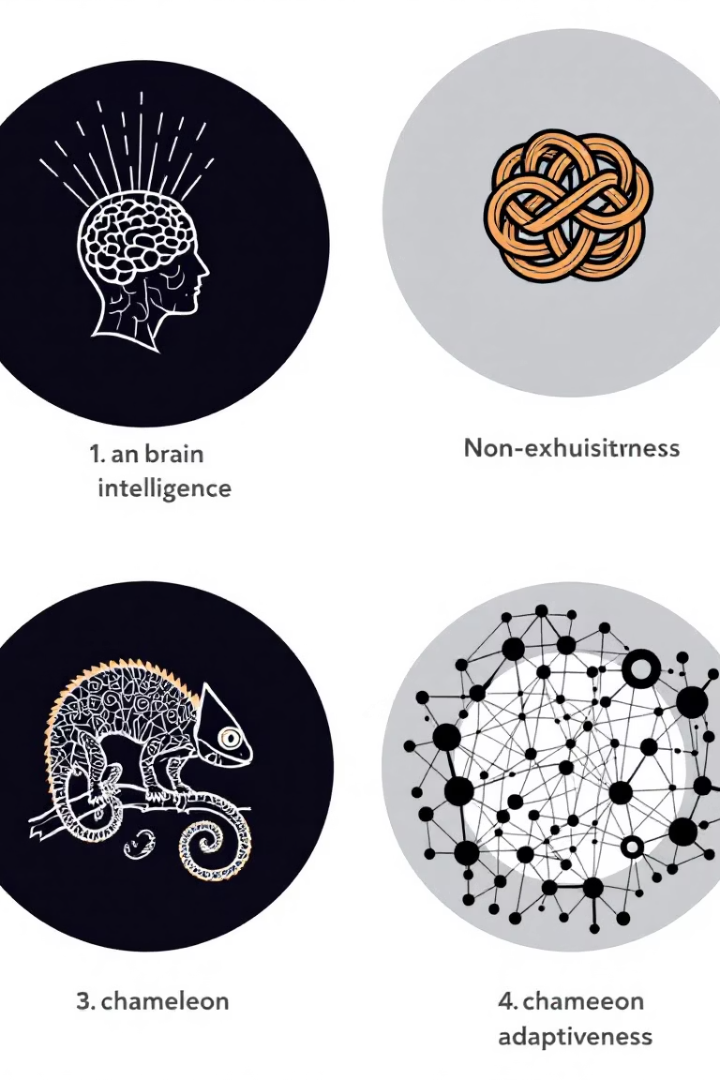 1. an brain
intelligence
Non-exhuisitrness
3. chameleon
4. chameeon
adaptiveness